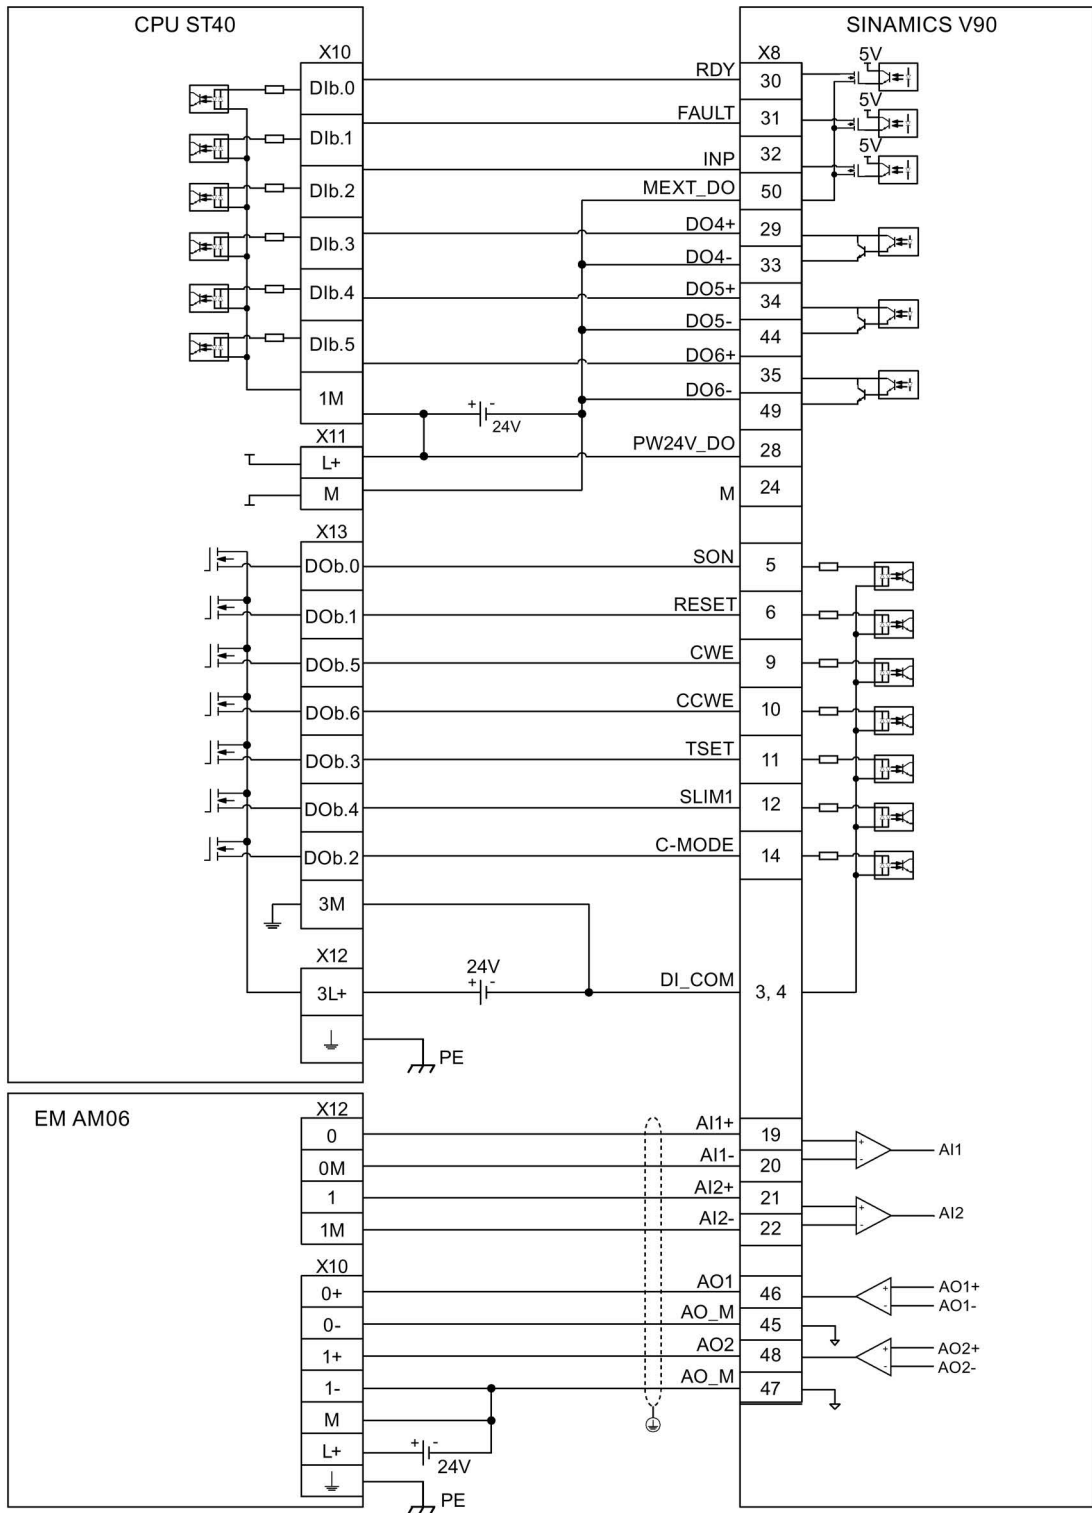 CPU ST40
SINAMICS V90
X10
X8
5V
RDY
30
DIb.0
5V
FAULT
31
DIb.1
5V
INP
32
MEXT_DO
50
DIb.2
DO4+
29
DIb.3
DO4-
33
DIb.4
DO5+
34
DO5-
44
DIb.5
DO6+
35
DO6-
49
1M
+ -
24V
X11
PW24V_DO
28
L+
M
M
24
X13
DOb.0
SON
5
DOb.1
RESET
6
DOb.5
CWE
9
DOb.6
CCWE
10
DOb.3
TSET
11
DOb.4
SLIM1
12
DOb.2
C-MODE
14
3M
X12
24V
+ -
3L+
DI_COM
3, 4
PE
EM AM06
X12
0
AI1+
19
+
-
AI1
0M
AI1-
20
1
AI2+
21
+
-
AI2
1M
AI2-
22
X10
0+
AO1
46
+
-
AO1+
AO1-
0-
AO_M
45
1+
AO2
48
+
-
AO2+
AO2-
1-
AO_M
47
M
L+
+ -
24V
PE